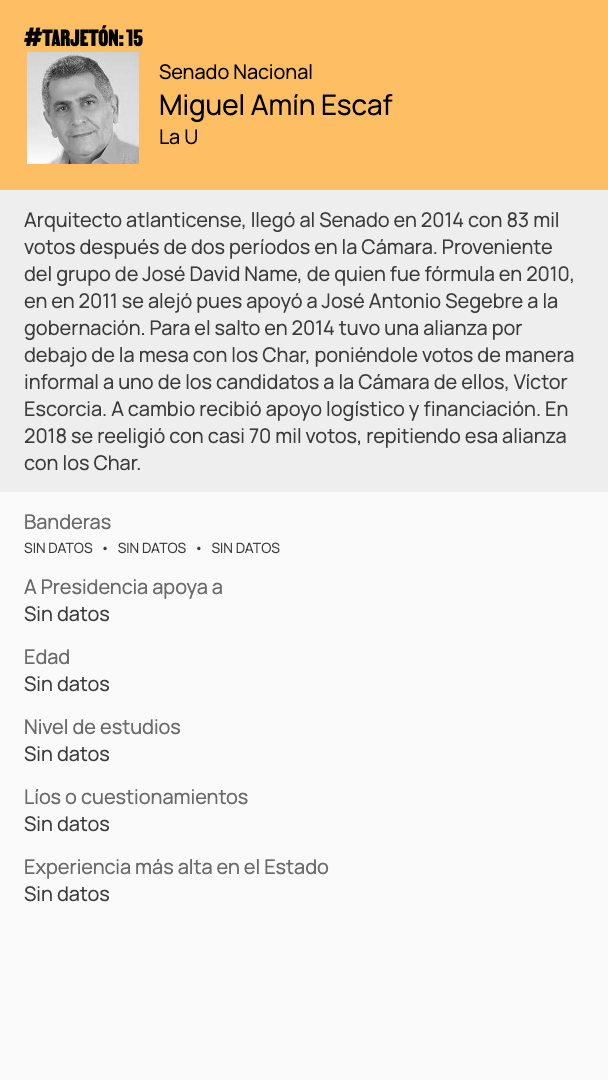 #TARJETÓN: 15
Senado Nacional
Miguel Amín Escaf
La U
Arquitecto atlanticense, llegó al Senado en 2014 con 83 mil
votos después de dos períodos en la Cámara. Proveniente
del grupo de José David Name, de quien fue fórmula en 2010,
en en 2011 se alejó pues apoyó a José Antonio Segebre a la
gobernación. Para el salto en 2014 tuvo una alianza por
debajo de la mesa con los Char, poniéndole votos de manera
informal a uno de los candidatos a la Cámara de ellos, Víctor
Escorcia. A cambio recibió apoyo logístico y financiación. En
2018 se reeligió con casi 70 mil votos, repitiendo esa alianza
con los Char.
Banderas
SIN DATOS • SIN DATOS • SIN DATOS
A Presidencia apoya a
Sin datos
Edad
Sin datos
Nivel de estudios
Sin datos
Líos o cuestionamientos
Sin datos
Experiencia más alta en el Estado
Sin datos